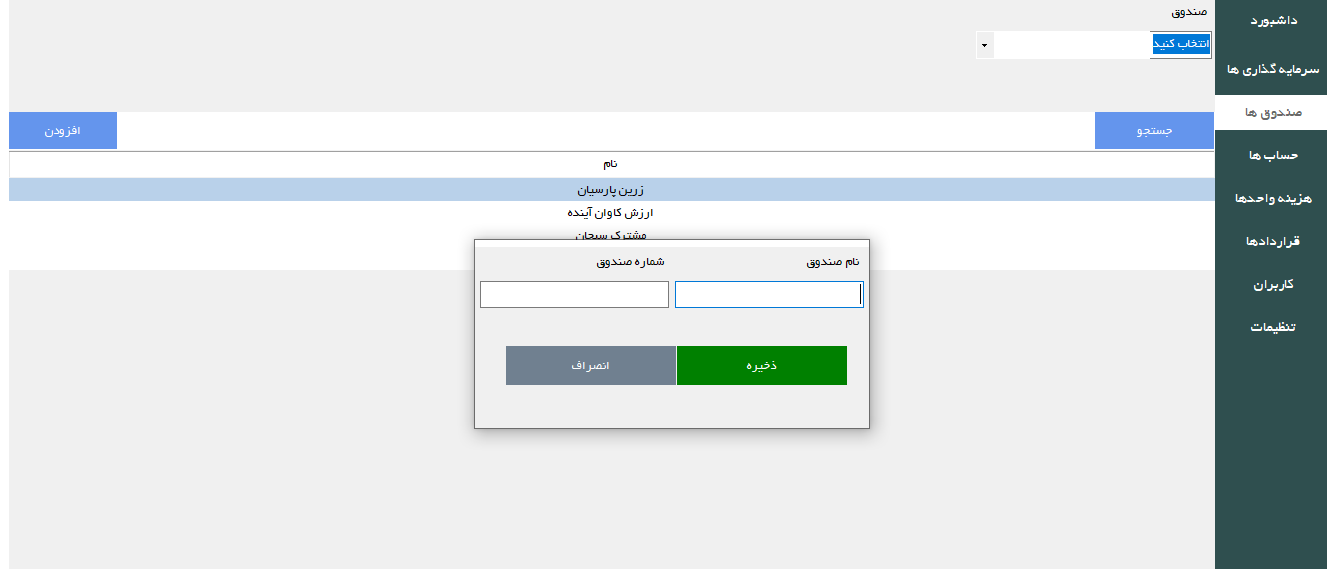 صندوق
انتخاب کنید
داشبورد
سرمایه گذاری ها
صندوق ها
حساب ها
هزینه واحدها
قراردادها
کاربران
تنظیمات
جستجو
افزودن
نام
زرین پارسیان
ارزش کاوان آینده
مشترک سبحان
نام صندوق
شماره صندوق
ذخیره
انصراف